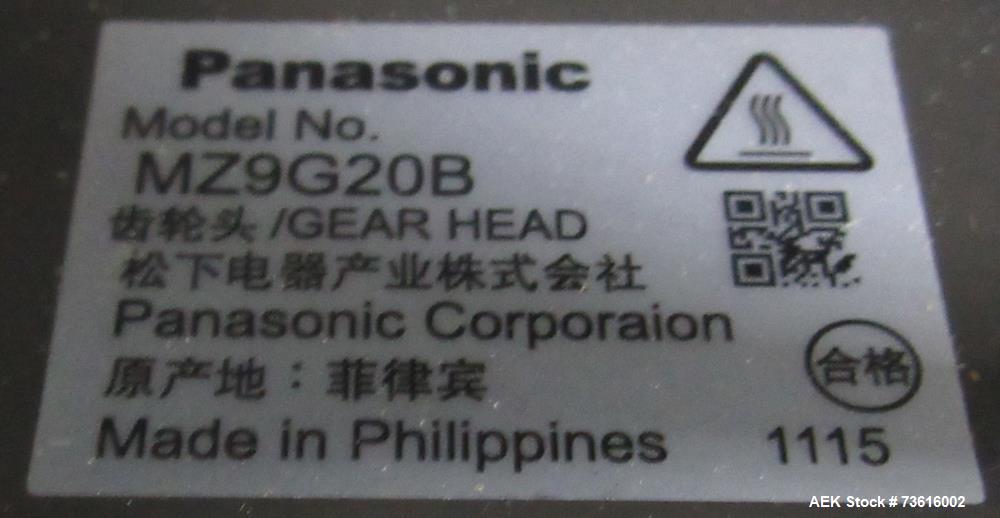 Panasonic
Model No.
MZ9G20B
齿轮头/GEAR HEAD
松下电器产业株式会社
Panasonic Corporaion
原产地：菲律宾
合格
Made in Philippines 1115
AEK Stock # 73616002